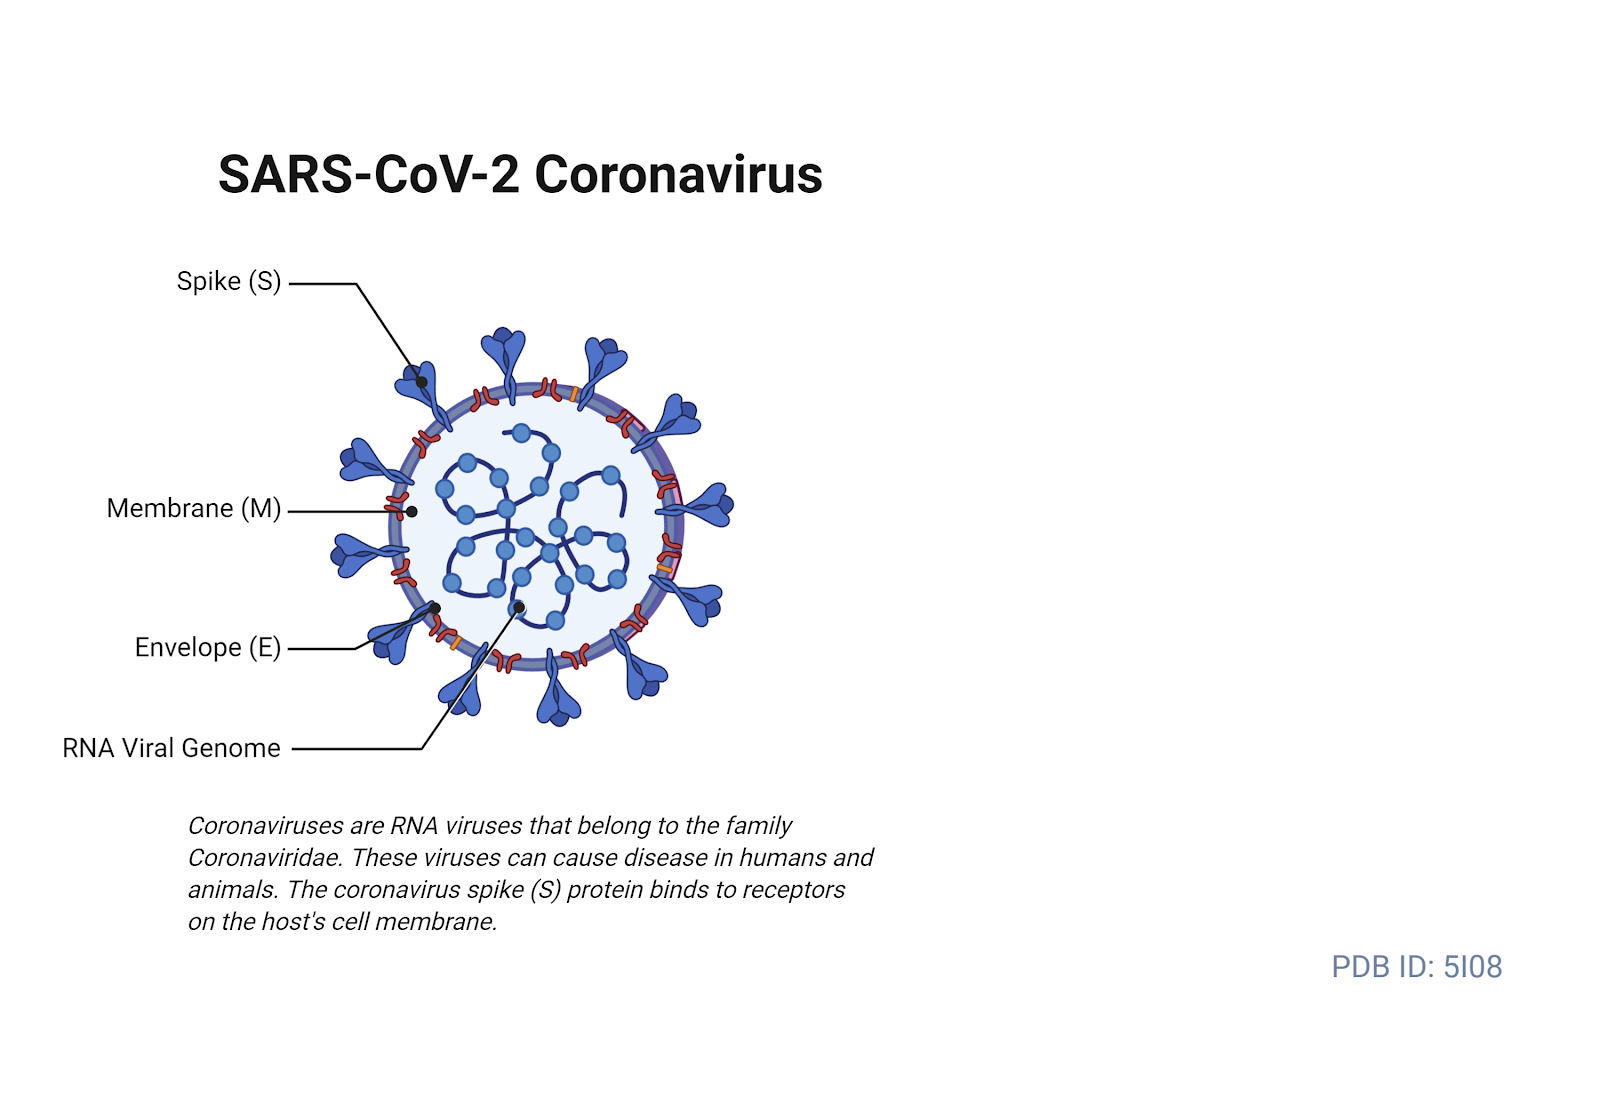 SARS-CoV-2 Coronavirus
Spike (S)
Membrane (M)
Envelope (E)
RNA Viral Genome
Coronaviruses are RNA viruses that belong to the family
Coronaviridae. These viruses can cause disease in humans and
animals. The coronavirus spike (S) protein binds to receptors
on the host's cell membrane.
PDB ID: 5I08